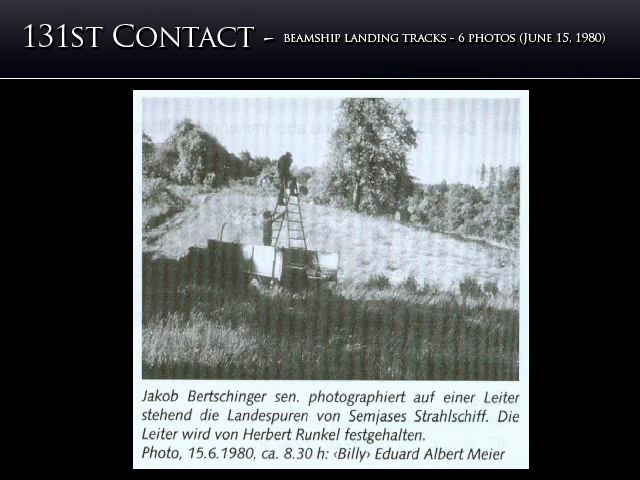 131st Contact – beamship landing tracks - 6 photos (June 15, 1980)
Jakob Bertschinger sen. photographiert auf einer Leiter
stehend die Landespuren von Semjases Strahlschiff. Die
Leiter wird von Herbert Runkel festgehalten.
Photo, 15.6.1980, ca. 8.30 h: ‹Billy› Eduard Albert Meier